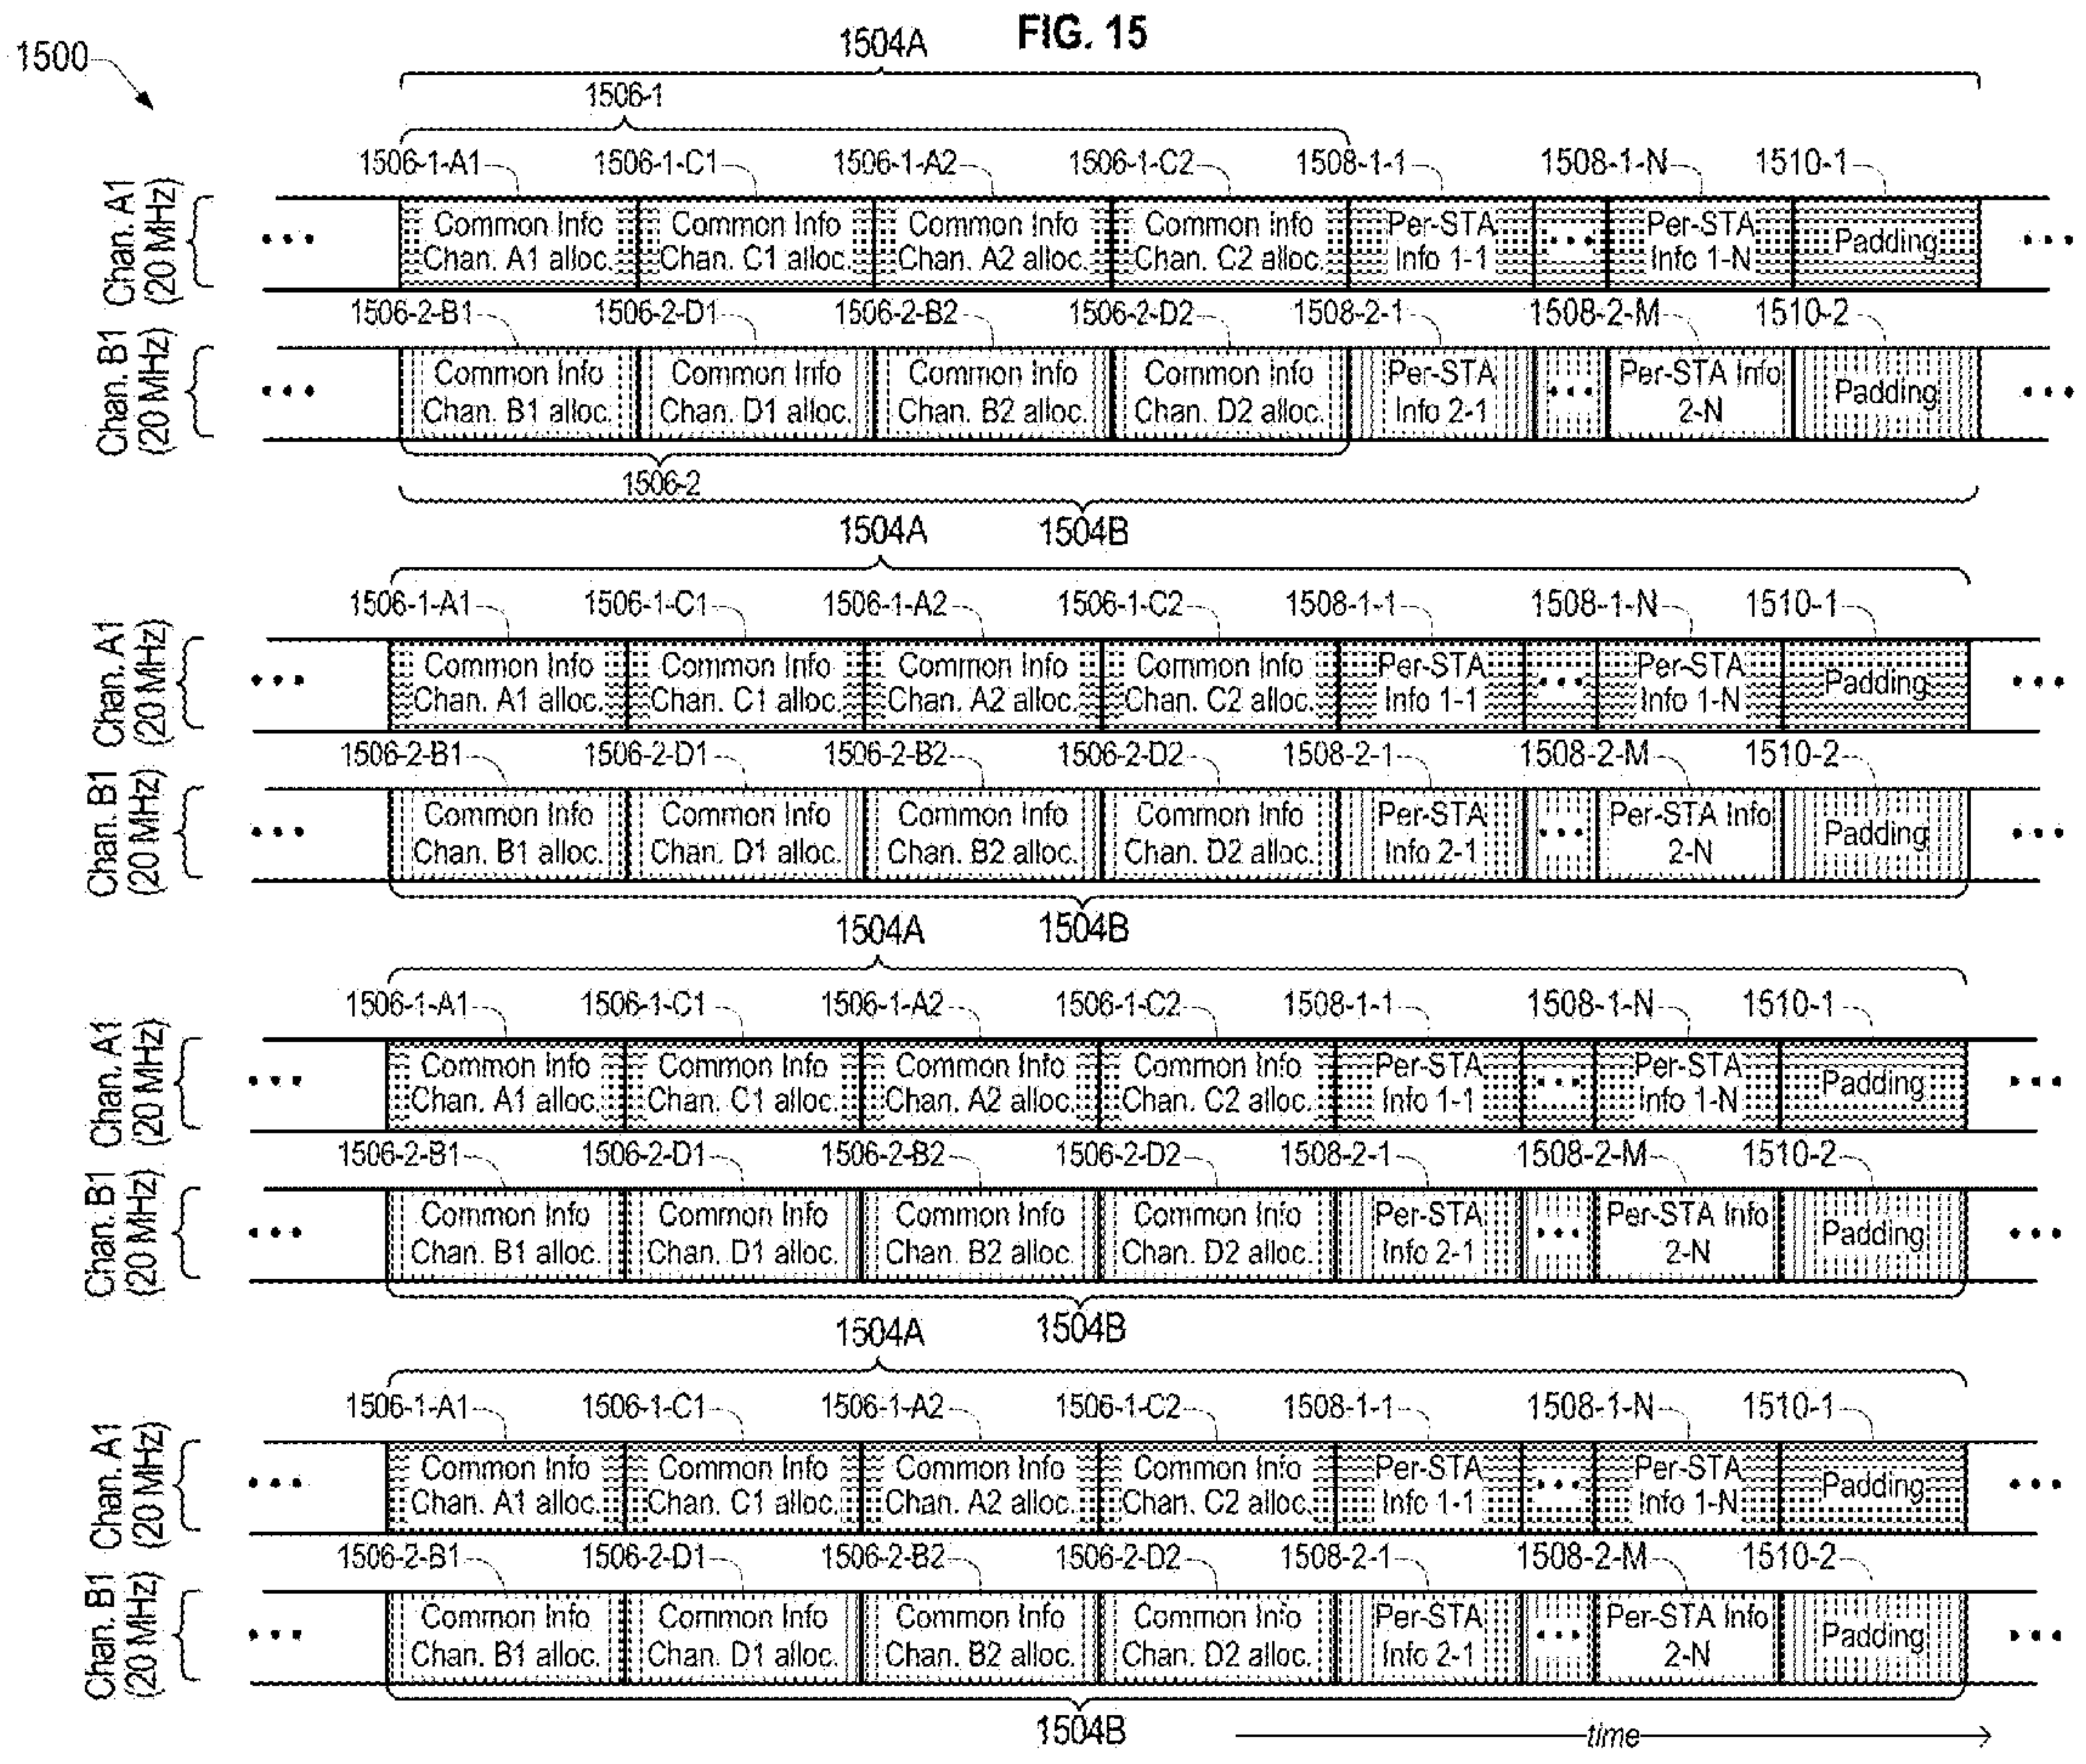 FIG. 15
1500
1504A
1506-1
1506-1-A1 1506-1-C1 1506-1-A2 1506-1-C2 1508-1-1 1508-1-N 1510-1
Chan. A1
(20 MHz)
Common Info Common Info Common Info Common info Per-STA ... Per-STA Padding
Chan. A1 alloc. Chan. C1 alloc. Chan. A2 alloc. Chan. C2 alloc. Info 1-1 Info 1-N
1506-2-B1 1506-2-D1 1506-2-B2 1506-2-D2 1508-2-1 1508-2-M 1510-2
Chan. B1
(20 MHz)
Common Info Common Info Common Info Common info Per-STA ... Per-STA Info Padding
Chan. B1 alloc. Chan. D1 alloc. Chan. B2 alloc. Chan. D2 alloc. Info 2-1 2-N
1506-2
1504B
1504A
1506-1-A1 1506-1-C1 1506-1-A2 1506-1-C2 1508-1-1 1508-1-N 1510-1
Chan. A1
(20 MHz)
Common Info Common Info Common Info Common Info Per-STA ... Per-STA Padding
Chan. A1 alloc. Chan. C1 alloc. Chan. A2 alloc. Chan. C2 alloc. Info 1-1 Info 1-N
1506-2-B1 1506-2-D1 1506-2-B2 1506-2-D2 1508-2-1 1508-2-M 1510-2
Chan. B1
(20 MHz)
Common Info Common Info Common Info Common Info Per-STA ... Per-STA Info Padding
Chan. B1 alloc. Chan. D1 alloc. Chan. B2 alloc. Chan. D2 alloc. Info 2-1 2-N
1504B
1504A
1506-1-A1 1506-1-C1 1506-1-A2 1506-1-C2 1508-1-1 1508-1-N 1510-1
Chan. A1
(20 MHz)
Common Info Common Info Common Info Common Info Per-STA ... Per-STA Padding
Chan. A1 alloc. Chan. C1 alloc. Chan. A2 alloc. Chan. C2 alloc. Info 1-1 Info 1-N
1506-2-B1 1506-2-D1 1506-2-B2 1506-2-D2 1508-2-1 1508-2-M 1510-2
Chan. B1
(20 MHz)
Common Info Common Info Common Info Common Info Per-STA ... Per-STA Info Padding
Chan. B1 alloc. Chan. D1 alloc. Chan. B2 alloc. Chan. D2 alloc. Info 2-1 2-N
1504B
1504A
1506-1-A1 1506-1-C1 1506-1-A2 1506-1-C2 1508-1-1 1508-1-N 1510-1
Chan. A1
(20 MHz)
Common Info Common Info Common Info Common Info Per-STA ... Per-STA Padding
Chan. A1 alloc. Chan. C1 alloc. Chan. A2 alloc. Chan. C2 alloc. Info 1-1 Info 1-N
1506-2-B1 1506-2-D1 1506-2-B2 1506-2-D2 1508-2-1 1508-2-M 1510-2
Chan. B1
(20 MHz)
Common Info Common Info Common Info Common Info Per-STA ... Per-STA Info Padding
Chan. B1 alloc. Chan. D1 alloc. Chan. B2 alloc. Chan. D2 alloc. Info 2-1 2-N
1504B
time